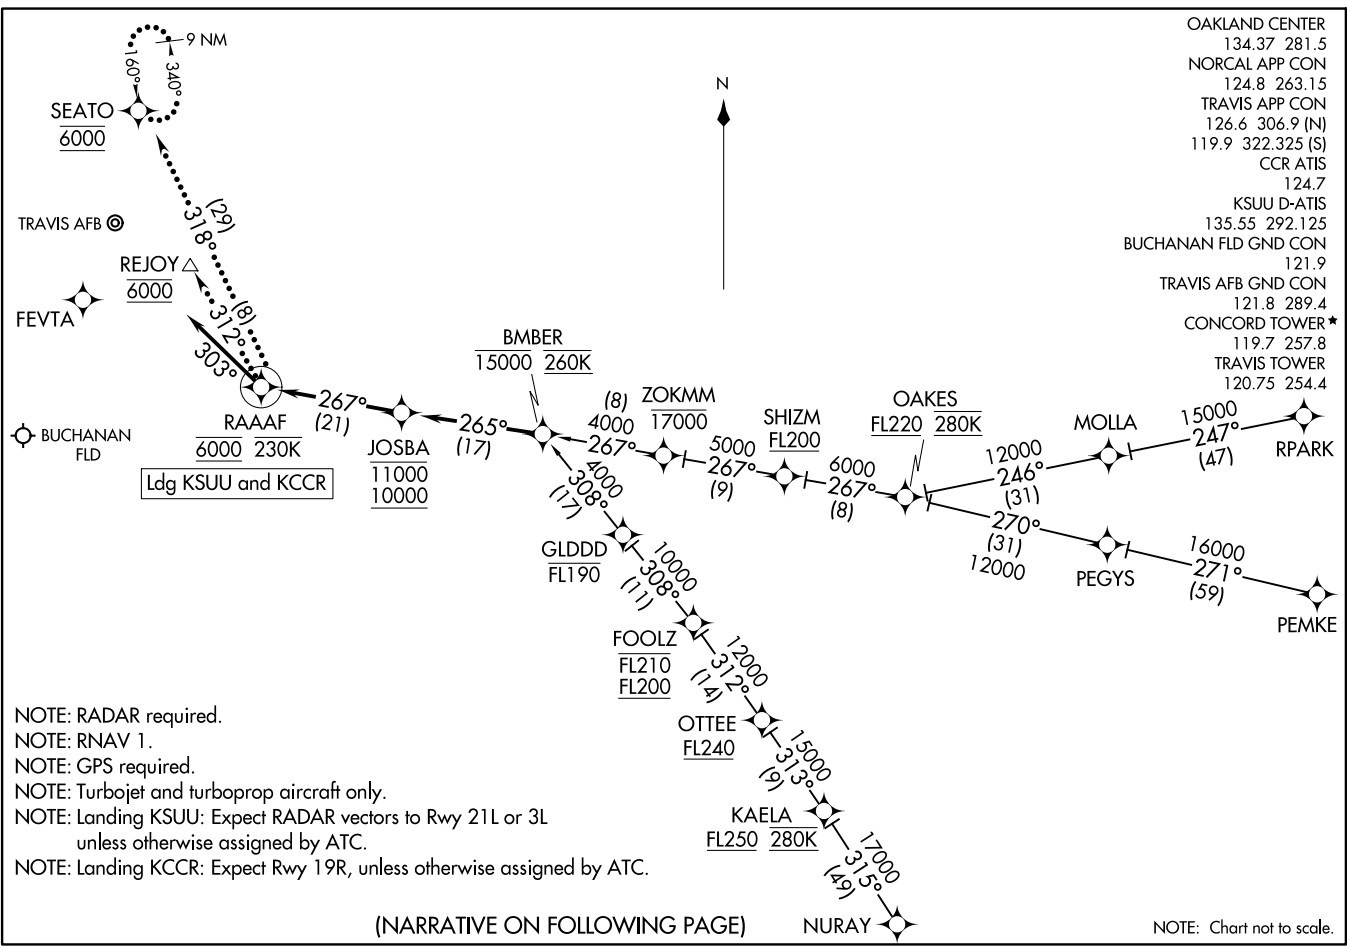 OAKLAND CENTER
134.37 281.5
NORCAL APP CON
124.8 263.15
TRAVIS APP CON
126.6 306.9 (N)
119.9 322.325 (S)
CCR ATIS
124.7
KSUU D-ATIS
135.55 292.125
BUCHANAN FLD GND CON
121.9
TRAVIS AFB GND CON
121.8 289.4
CONCORD TOWER★
119.7 257.8
TRAVIS TOWER
120.75 254.4
9 NM
160°
340°
SEATO
6000
N
(29)
318°
(8)
TRAVIS AFB
REJOY
6000
312°
303°
FEVTA
BUCHANAN
FLD
RAAAF
6000 230K
Ldg KSUU and KCCR
267°
(21)
JOSBA
11000
10000
265°
(17)
BMBER
15000 260K
(8)
4000
267°
ZOKMM
17000
5000
267°
(9)
SHIZM
FL200
6000
267°
(8)
OAKES
FL220 280K
12000
246°
(31)
MOLLA
15000
247°
(47)
RPARK
270°
(31)
12000
PEGYS
16000
271°
(59)
PEMKE
4000
308°
(17)
GLDDD
FL190
10000
308°
(11)
FOOLZ
FL210
FL200
12000
312°
(14)
OTTEE
FL240
15000
313°
(9)
KAELA
FL250 280K
17000
315°
(49)
NURAY
NOTE: RADAR required.
NOTE: RNAV 1.
NOTE: GPS required.
NOTE: Turbojet and turboprop aircraft only.
NOTE: Landing KSUU: Expect RADAR vectors to Rwy 21L or 3L
unless otherwise assigned by ATC.
NOTE: Landing KCCR: Expect Rwy 19R, unless otherwise assigned by ATC.
(NARRATIVE ON FOLLOWING PAGE)
NOTE: Chart not to scale.